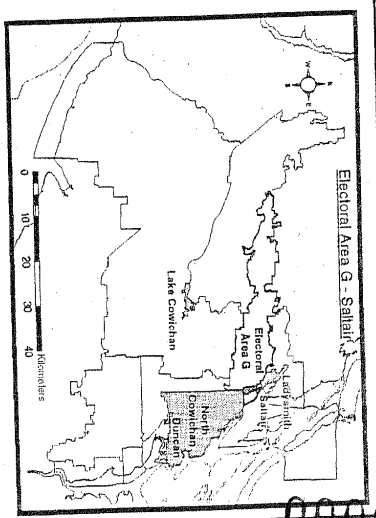 Electoral Area G - Saltair
W
E
Ladysmith
Saltair
Electoral
Area G
Lake Cowichan
North
Cowichan
Duncan
0 10 20 30 40
Kilometers